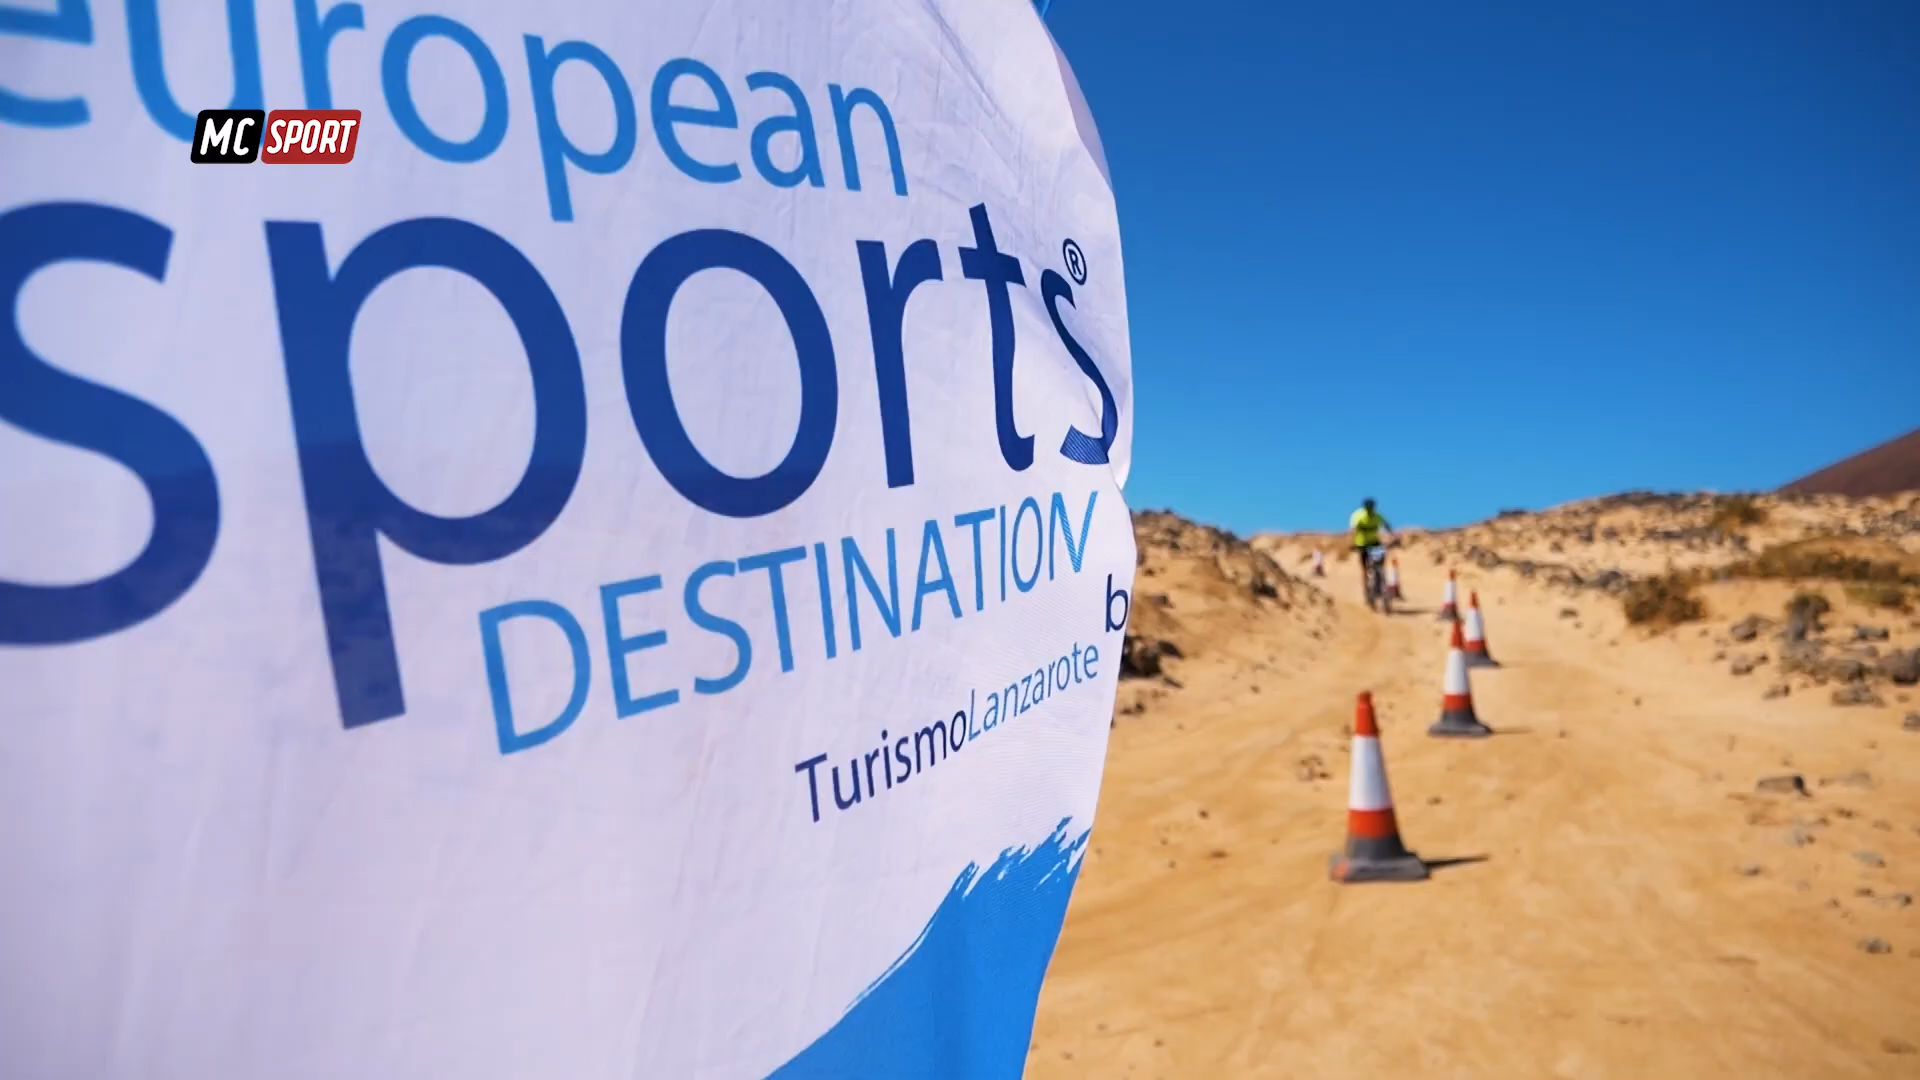 european
MC SPORT
sports®
DESTINATION
b
TurismoLanzarote